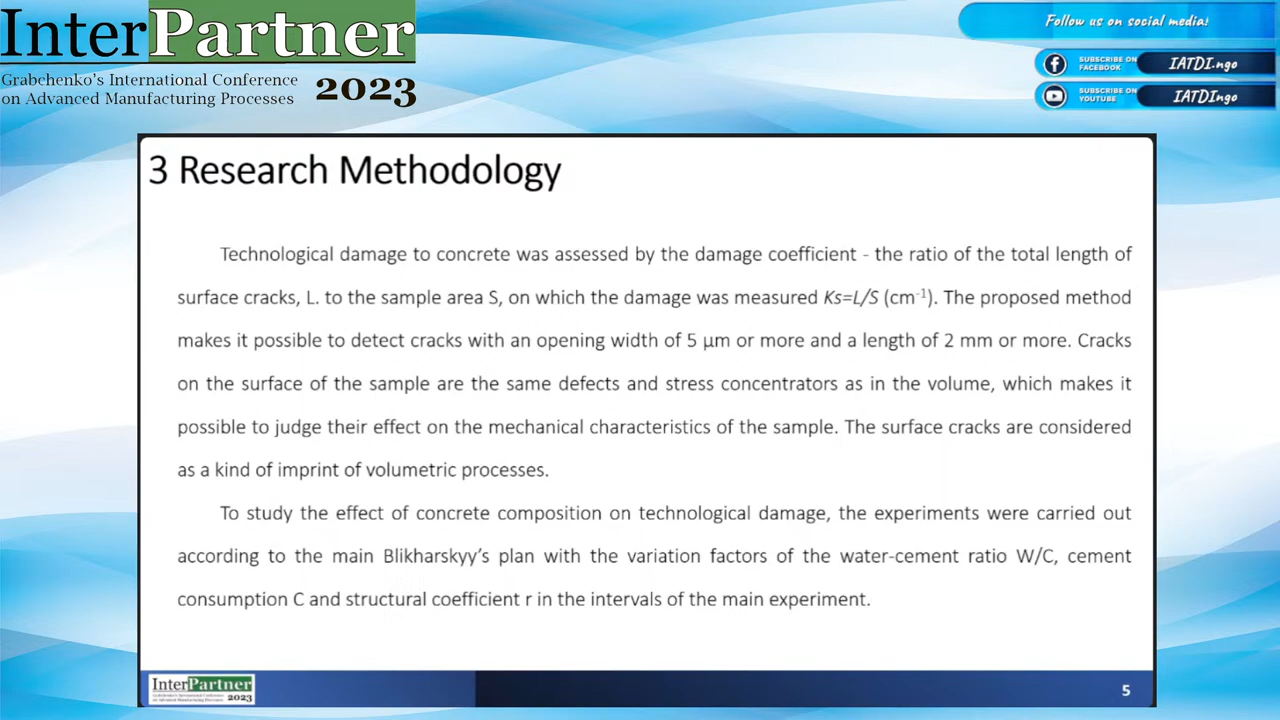 InterPartner
Grabchenko's International Conference
on Advanced Manufacturing Processes
2023
Follow us on social media!
SUBSCRIBE ON
FACEBOOK
IATDI.ngo
SUBSCRIBE ON
YOUTUBE
IATDIngo
3 Research Methodology
Technological damage to concrete was assessed by the damage coefficient - the ratio of the total length of
surface cracks, L. to the sample area S, on which the damage was measured Ks=L/S (cm⁻¹). The proposed method
makes it possible to detect cracks with an opening width of 5 µm or more and a length of 2 mm or more. Cracks
on the surface of the sample are the same defects and stress concentrators as in the volume, which makes it
possible to judge their effect on the mechanical characteristics of the sample. The surface cracks are considered
as a kind of imprint of volumetric processes.
To study the effect of concrete composition on technological damage, the experiments were carried out
according to the main Blikharskyy's plan with the variation factors of the water-cement ratio W/C, cement
consumption C and structural coefficient r in the intervals of the main experiment.
InterPartner
Grabchenko's International Conference
on Advanced Manufacturing Processes
2023
5